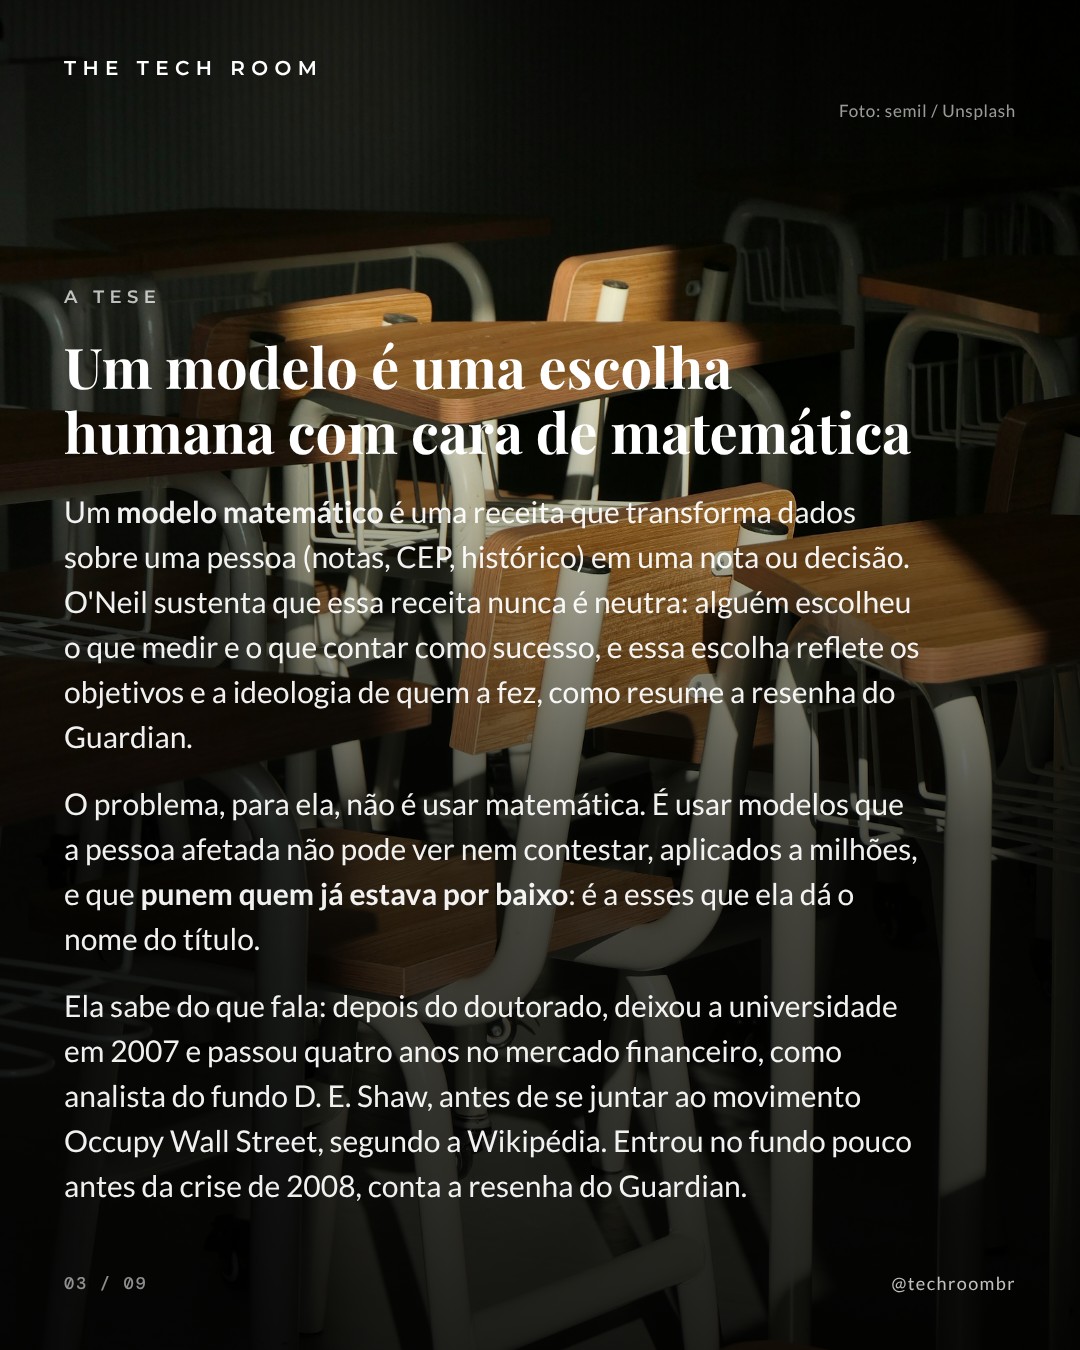 THE TECH ROOM
Foto: semil / Unsplash
A TESE
Um modelo é uma escolha
humana com cara de matemática
Um modelo matemático é uma receita que transforma dados
sobre uma pessoa (notas, CEP, histórico) em uma nota ou decisão.
O'Neil sustenta que essa receita nunca é neutra: alguém escolheu
o que medir e o que contar como sucesso, e essa escolha reflete os
objetivos e a ideologia de quem a fez, como resume a resenha do
Guardian.
O problema, para ela, não é usar matemática. É usar modelos que
a pessoa afetada não pode ver nem contestar, aplicados a milhões,
e que punem quem já estava por baixo: é a esses que ela dá o
nome do título.
Ela sabe do que fala: depois do doutorado, deixou a universidade
em 2007 e passou quatro anos no mercado financeiro, como
analista do fundo D. E. Shaw, antes de se juntar ao movimento
Occupy Wall Street, segundo a Wikipédia. Entrou no fundo pouco
antes da crise de 2008, conta a resenha do Guardian.
03 / 09
@techroombr